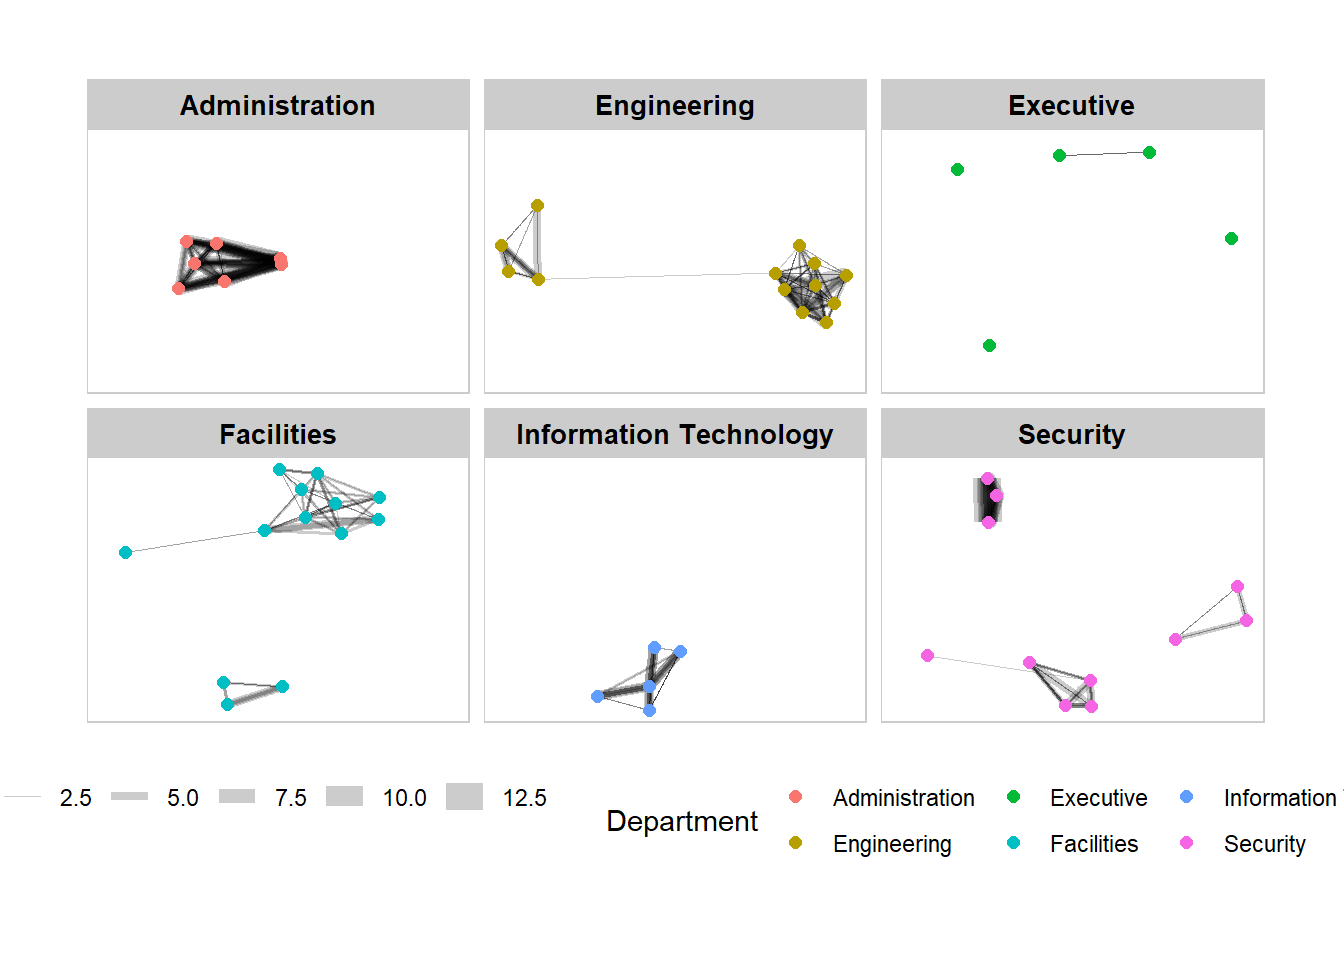 Administration
Engineering
Executive
Facilities
Information Technology
Security
2.5 5.0 7.5 10.0 12.5
Department
Administration Executive Information
Engineering Facilities Security